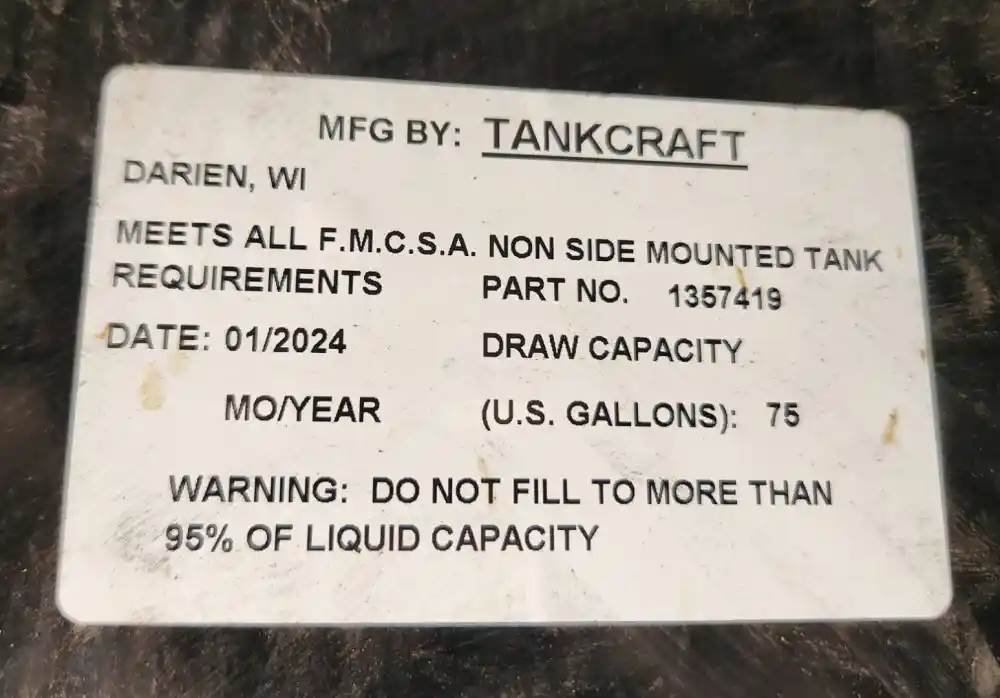 MFG BY: TANKCRAFT
DARIEN, WI
MEETS ALL F.M.C.S.A. NON SIDE MOUNTED TANK
REQUIREMENTS PART NO. 1357419
DATE: 01/2024 DRAW CAPACITY
MO/YEAR (U.S. GALLONS): 75
WARNING: DO NOT FILL TO MORE THAN
95% OF LIQUID CAPACITY